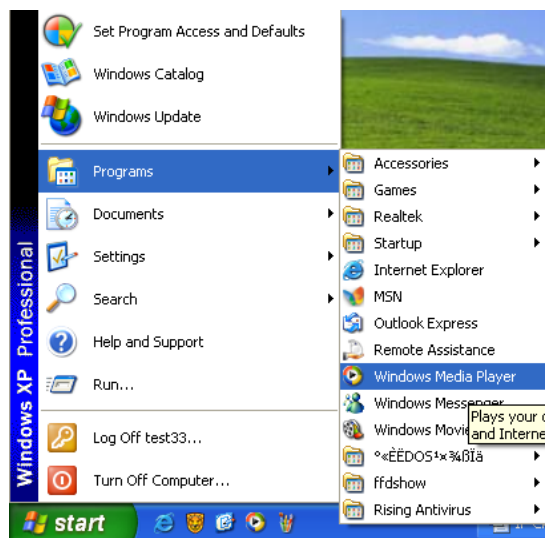 Set Program Access and Defaults
Windows Catalog
Windows Update
Programs
Documents
Settings
Search
Help and Support
Run...
Log Off test33...
Turn Off Computer...
Windows XP Professional
start
Accessories
Games
Realtek
Startup
Internet Explorer
MSN
Outlook Express
Remote Assistance
Windows Media Player
Windows Messenger
Windows Movi
°«ÈËDOS¹¤¾ßÏä
ffdshow
Rising Antivirus
Plays your
and Interne